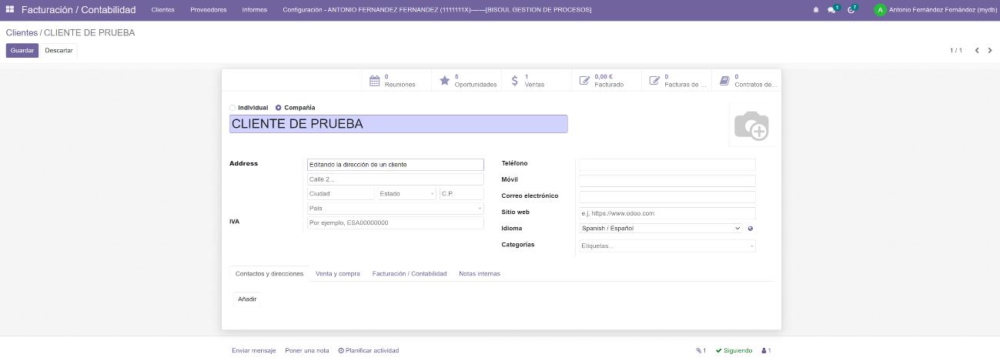 Facturación / Contabilidad Clientes Proveedores Informes Configuración - ANTONIO FERNANDEZ FERNANDEZ (1111111X)-------[BISOUL GESTION DE PROCESOS] 1 7 A Antonio Fernández Fernández (mydb)
Clientes / CLIENTE DE PRUEBA
Guardar Descartar 1 / 1
0 Reuniones
5 Oportunidades
1 Ventas
0,00 € Facturado
0 Facturas de ...
0 Contratos de...
Individual Compañía
CLIENTE DE PRUEBA
Address Editando la dirección de un cliente
Calle 2...
Ciudad Estado C.P.
País
IVA Por ejemplo, ESA00000000
Teléfono
Móvil
Correo electrónico
Sitio web e.j. https://www.odoo.com
Idioma Spanish / Español
Categorías Etiquetas...
Contactos y direcciones Venta y compra Facturación / Contabilidad Notas internas
Añadir
Enviar mensaje Poner una nota Planificar actividad 1 Siguiendo 1